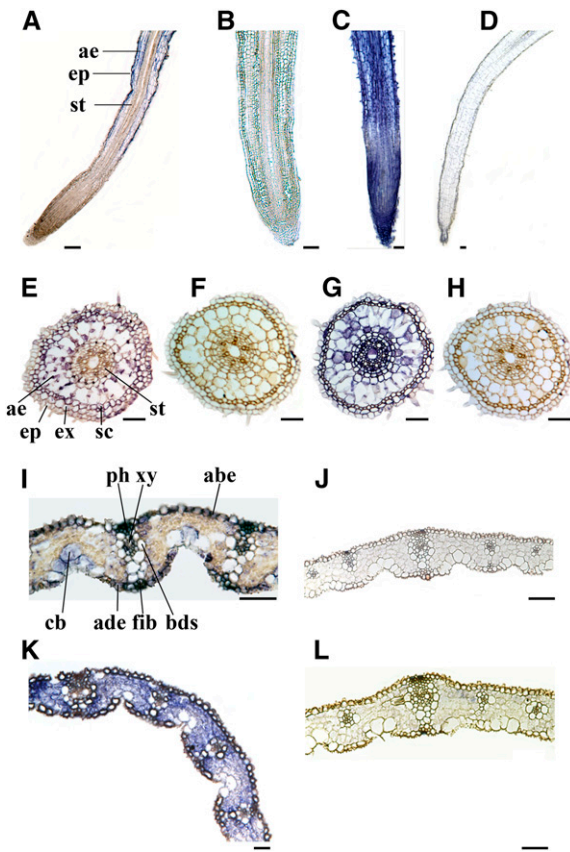 A B C D
ae
ep
st
E F G H
ae st
ep ex sc
I ph xy abe J
cb ade fib bds
K L